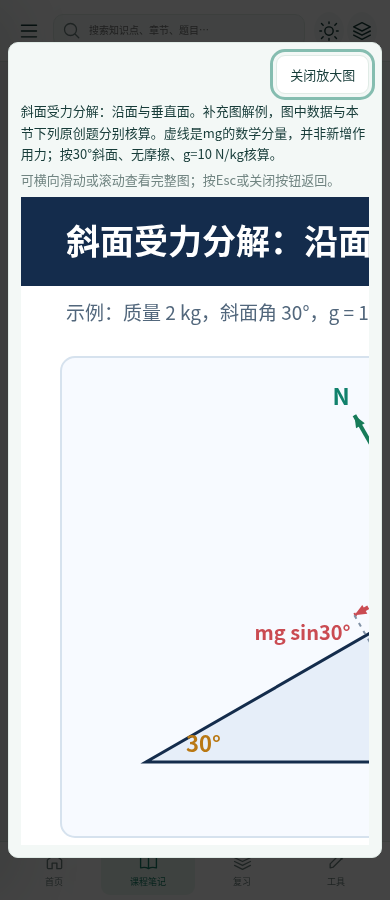 搜索知识点、章节、题目…
关闭放大图
斜面受力分解：沿面与垂直面。补充图解例，图中数据与本
节下列原创题分别核算。虚线是mg的数学分量，并非新增作
用力；按30°斜面、无摩擦、g=10 N/kg核算。
可横向滑动或滚动查看完整图；按Esc或关闭按钮返回。
斜面受力分解：沿面
示例：质量 2 kg，斜面角 30°，g = 1
N
mg sin30°
30°
首页
课程笔记
复习
工具